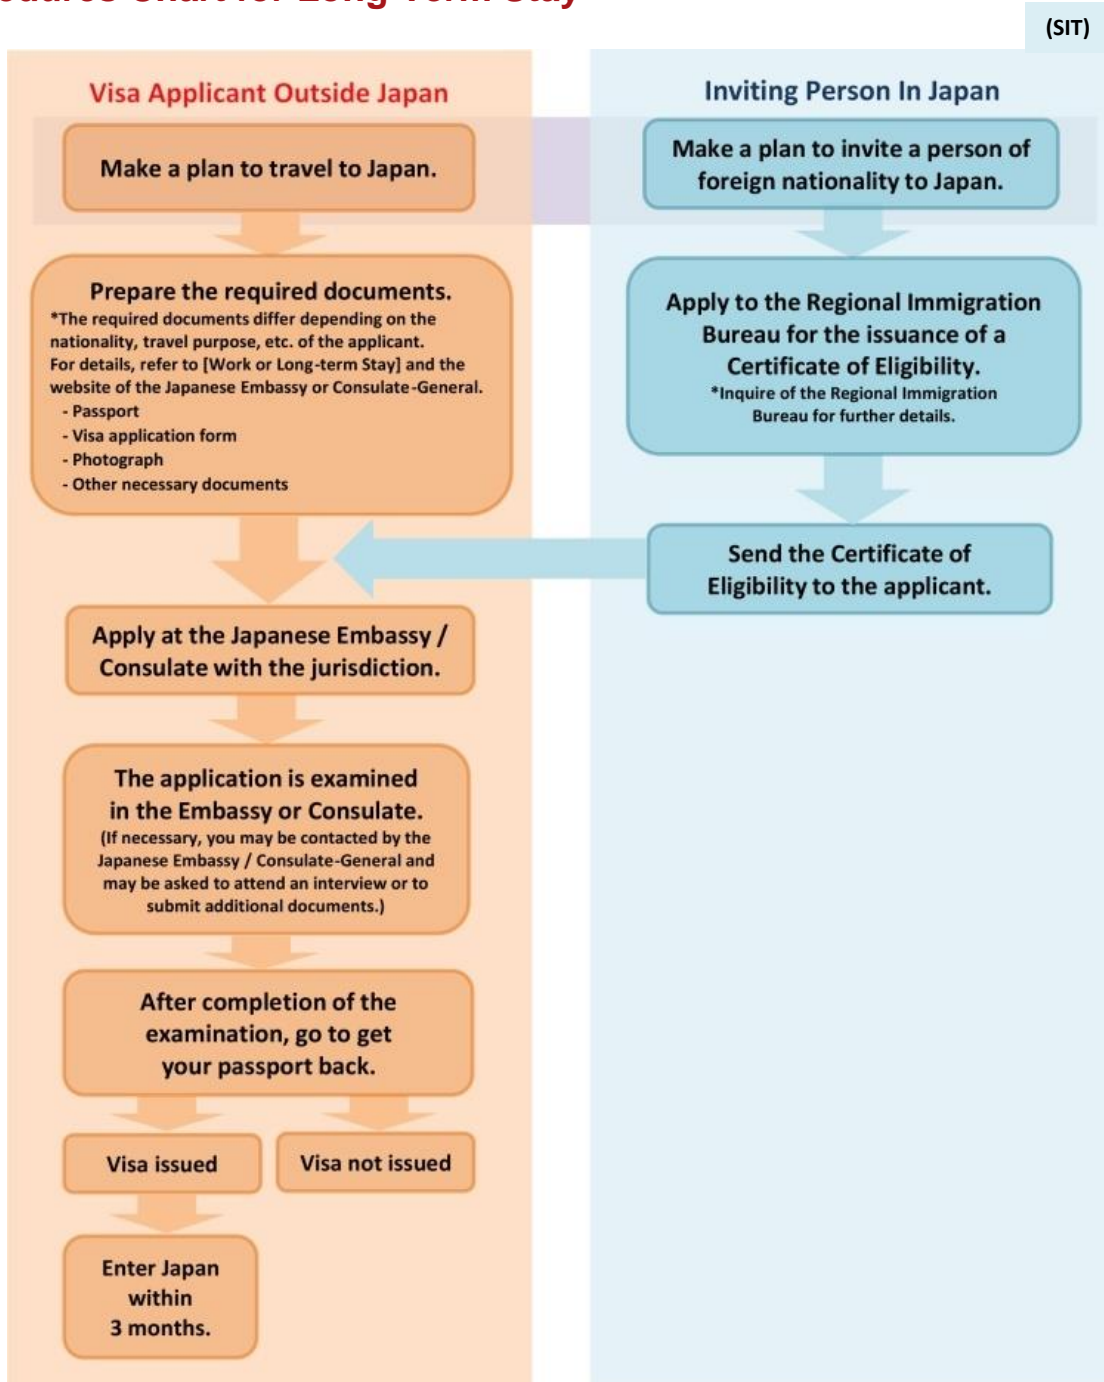 Chart for Long-Term Stay
(SIT)
Visa Applicant Outside Japan
Make a plan to travel to Japan.
Prepare the required documents.
*The required documents differ depending on the
nationality, travel purpose, etc. of the applicant.
For details, refer to [Work or Long-term Stay] and the
website of the Japanese Embassy or Consulate-General.
- Passport
- Visa application form
- Photograph
- Other necessary documents
Apply at the Japanese Embassy /
Consulate with the jurisdiction.
The application is examined
in the Embassy or Consulate.
(If necessary, you may be contacted by the
Japanese Embassy / Consulate-General and
may be asked to attend an interview or to
submit additional documents.)
After completion of the
examination, go to get
your passport back.
Visa issued
Visa not issued
Enter Japan
within
3 months.
Inviting Person In Japan
Make a plan to invite a person of
foreign nationality to Japan.
Apply to the Regional Immigration
Bureau for the issuance of a
Certificate of Eligibility.
*Inquire of the Regional Immigration
Bureau for further details.
Send the Certificate of
Eligibility to the applicant.